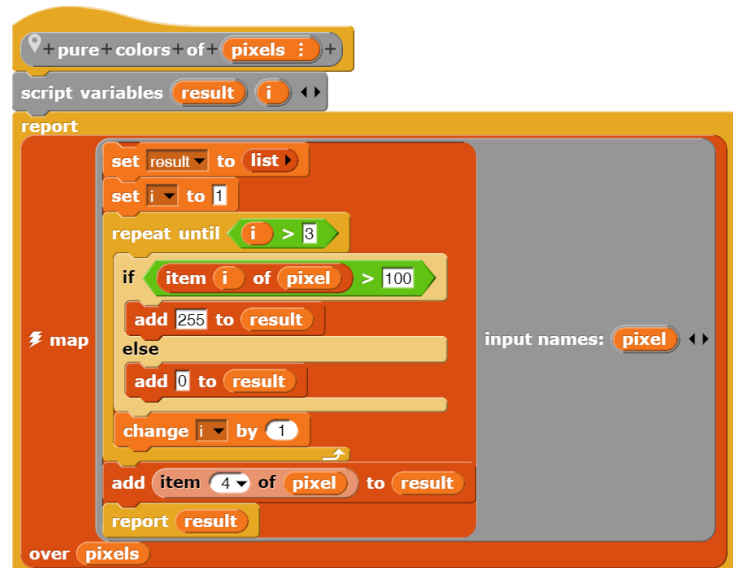 + pure + colors + of + pixels ⋮ +
script variables result i
report
set result to list
set i to 1
repeat until i > 3
if item i of pixel > 100
add 255 to result
map input names: pixel
else
add 0 to result
change i by 1
add item 4 of pixel to result
report result
over pixels